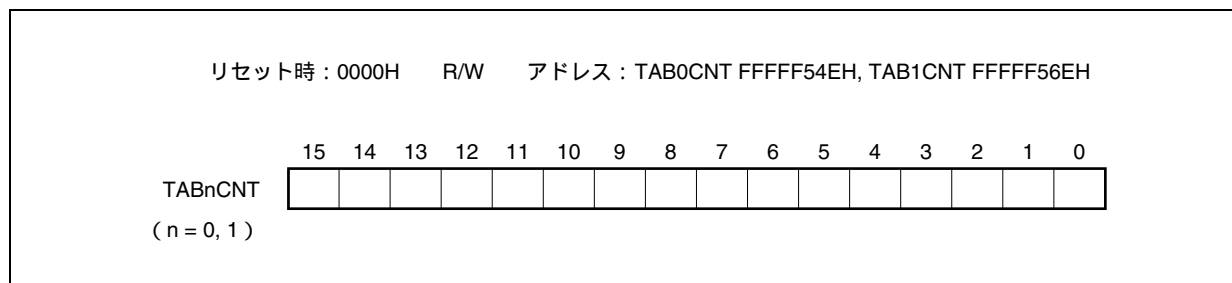 リセット時：0000H R/W アドレス：TAB0CNT FFFFF54EH, TAB1CNT FFFFF56EH
15 14 13 12 11 10 9 8 7 6 5 4 3 2 1 0
TABnCNT
（n = 0, 1）